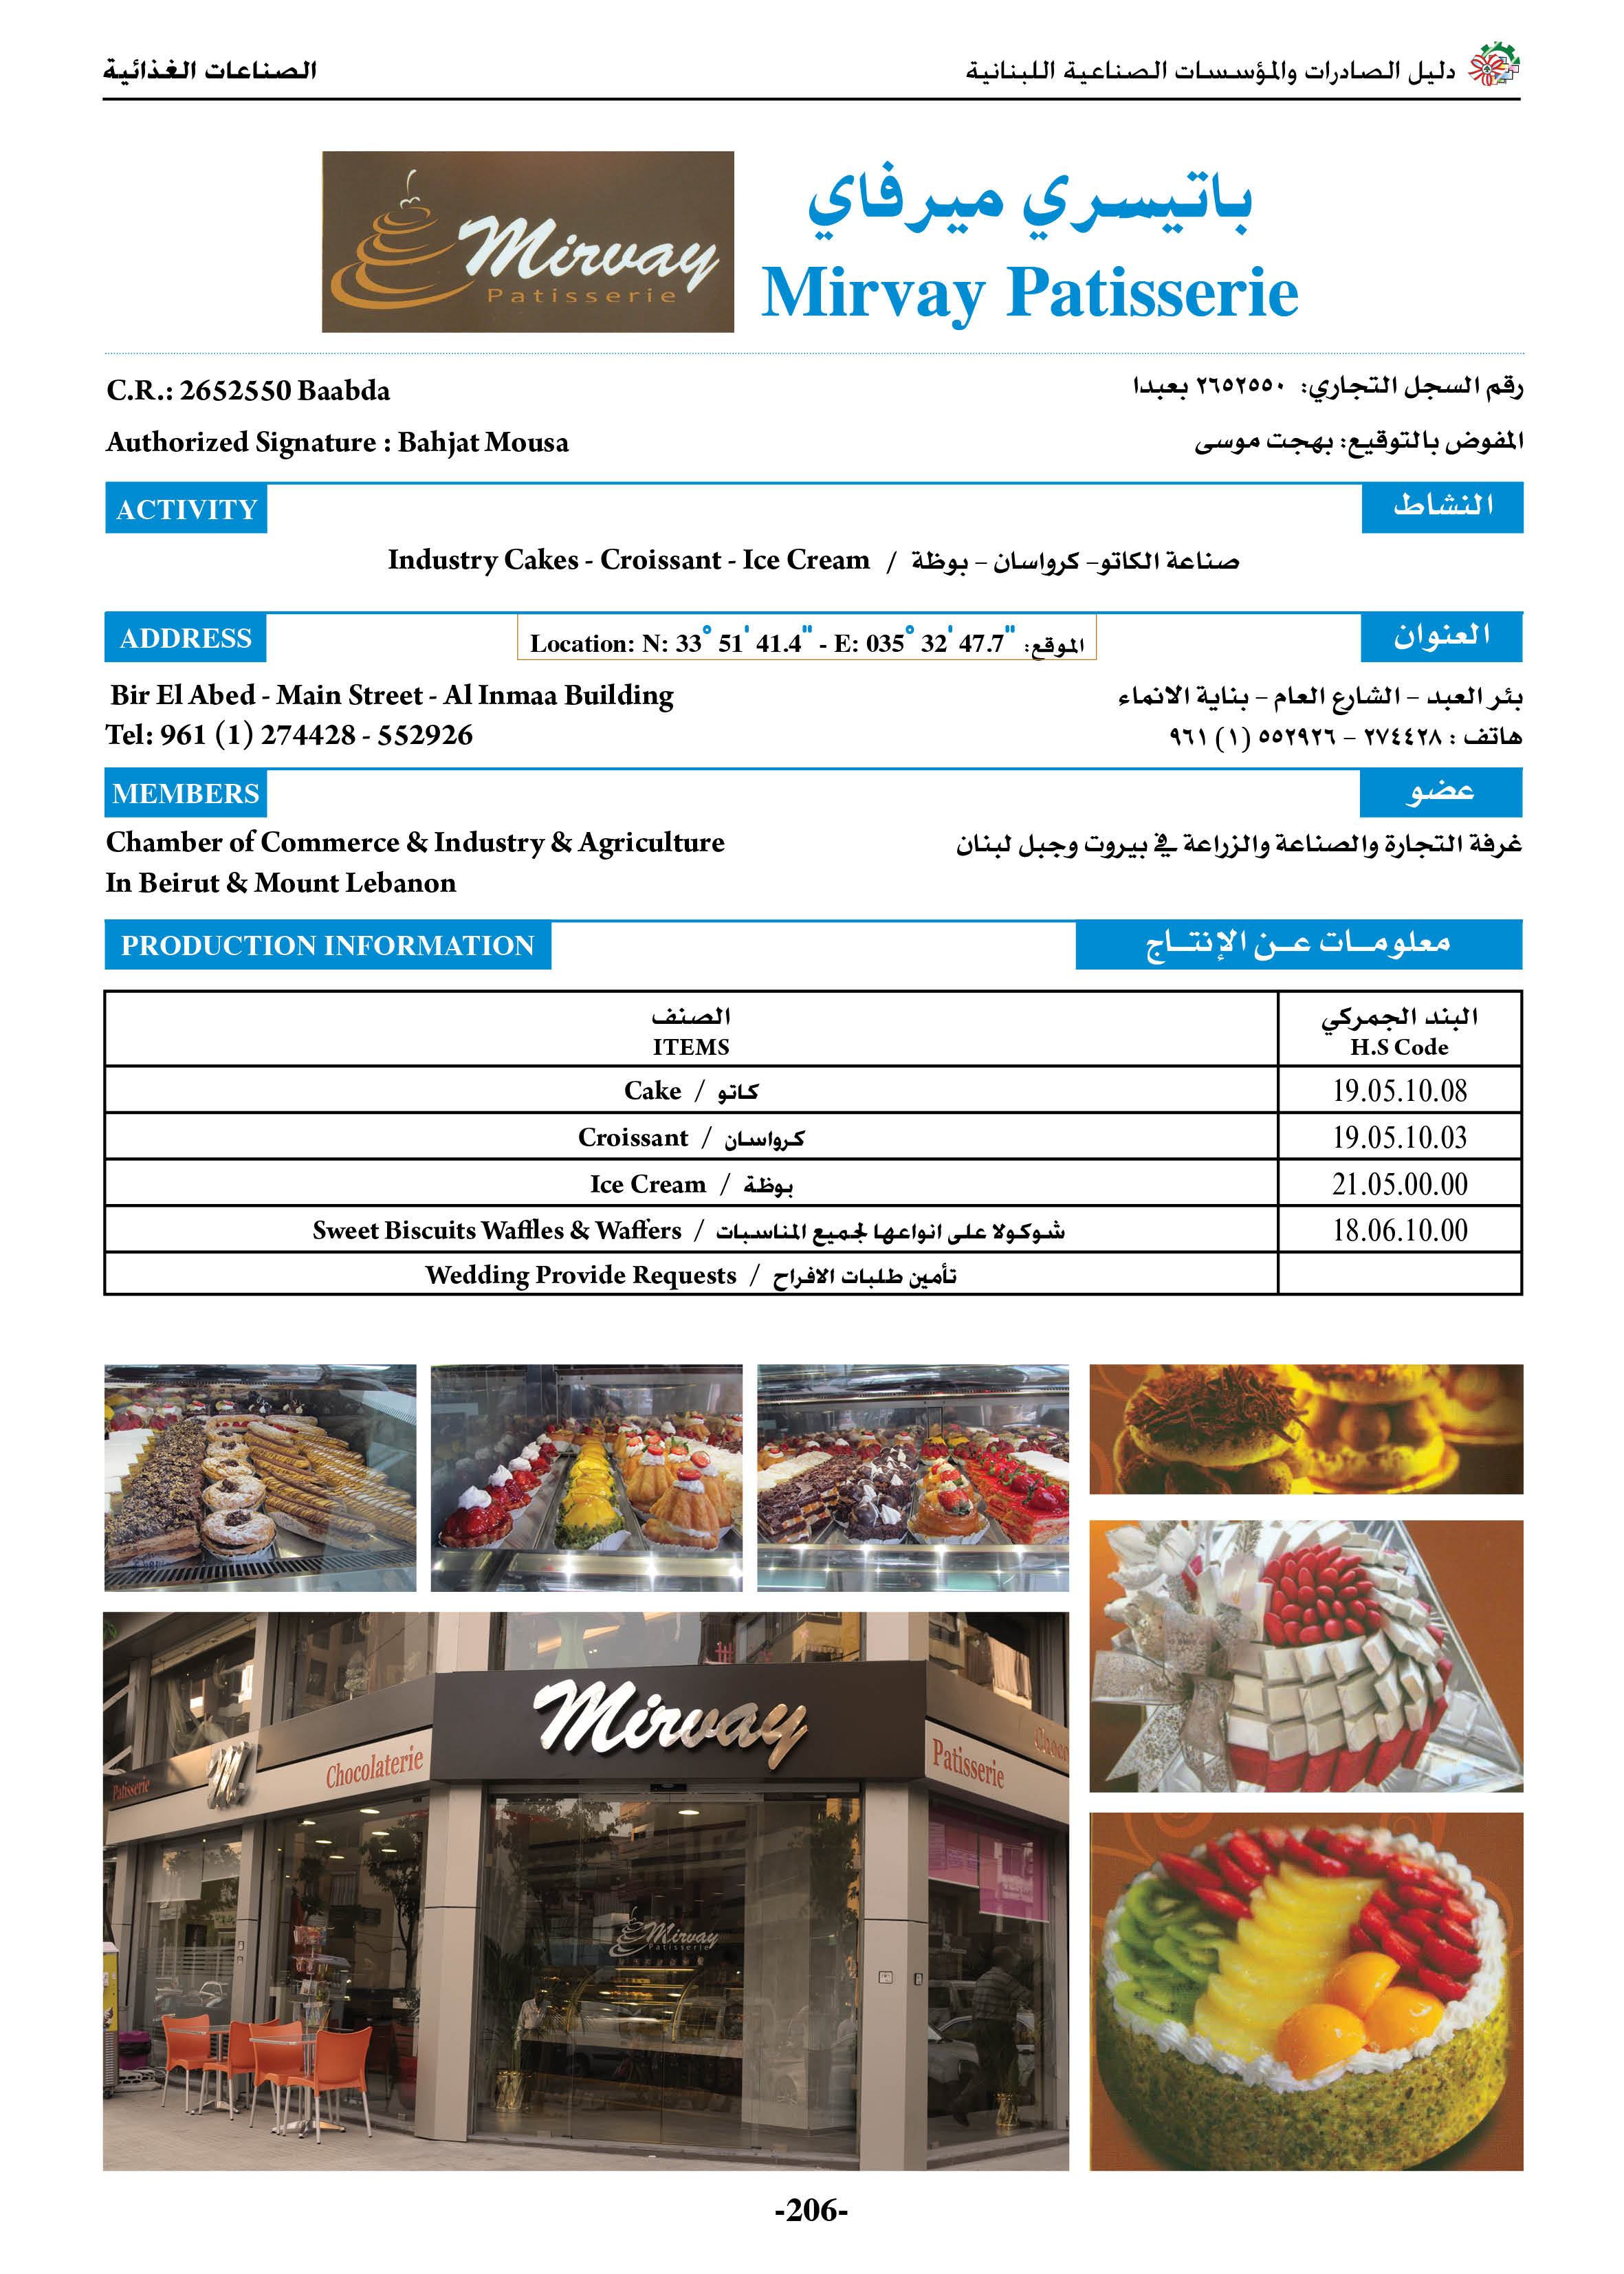 دليل الصادرات والمؤسسات الصناعية اللبنانية
الصناعات الغذائية
Mirvay
Patisserie
باتيسري ميرفاي
Mirvay Patisserie
C.R.: 2652550 Baabda
رقم السجل التجاري: ٢٦٥٢٥٥٠ بعبدا
Authorized Signature : Bahjat Mousa
المفوض بالتوقيع: بهجت موسى
ACTIVITY
النشاط
Industry Cakes - Croissant - Ice Cream / صناعة الكاتو- كرواسان - بوظة
ADDRESS
Location: N: 33° 51' 41.4" - E: 035° 32' 47.7" الموقع:
العنوان
Bir El Abed - Main Street - Al Inmaa Building
بئر العبد - الشارع العام - بناية الانماء
Tel: 961 (1) 274428 - 552926
هاتف : ٢٧٤٤٢٨ - ٥٥٢٩٢٦ (١) ٩٦١
MEMBERS
عضو
Chamber of Commerce & Industry & Agriculture
In Beirut & Mount Lebanon
غرفة التجارة والصناعة والزراعة في بيروت وجبل لبنان
PRODUCTION INFORMATION
معلومـات عـن الإنتـاج
الصنف
ITEMS
البند الجمركي
H.S Code
Cake / كاتو
19.05.10.08
Croissant / كرواسان
19.05.10.03
Ice Cream / بوظة
21.05.00.00
Sweet Biscuits Waffles & Waffers / شوكولا على انواعها لجميع المناسبات
18.06.10.00
Wedding Provide Requests / تأمين طلبات الافراح
Mirvay
Patisserie
M
Chocolaterie
Patisserie
Choco
Mirvay
Patisserie
-206-